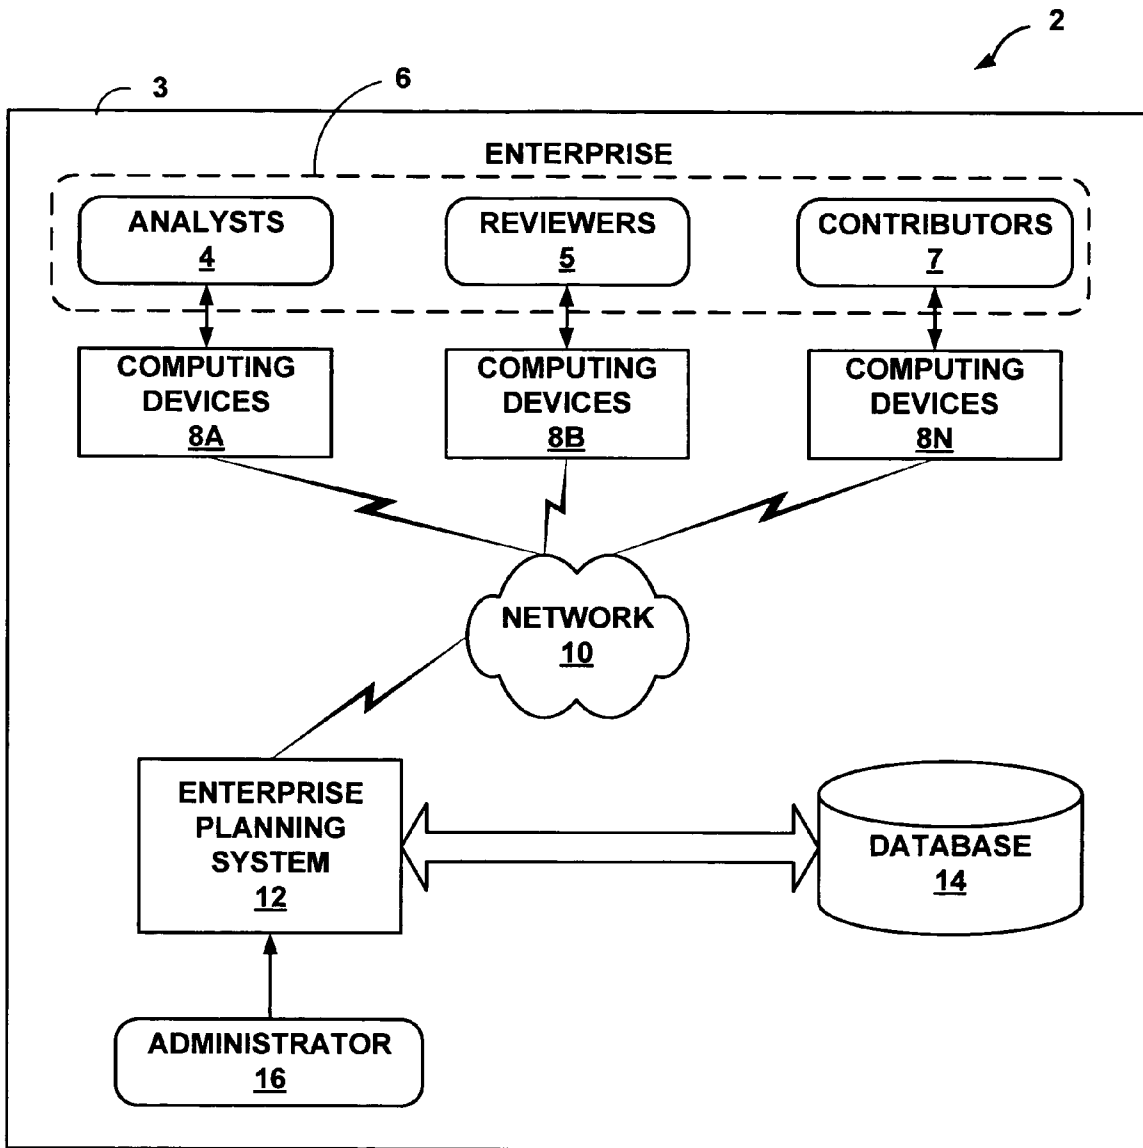 2
3
6
ENTERPRISE
ANALYSTS
4
REVIEWERS
5
CONTRIBUTORS
7
COMPUTING
DEVICES
8A
COMPUTING
DEVICES
8B
COMPUTING
DEVICES
8N
NETWORK
10
ENTERPRISE
PLANNING
SYSTEM
12
DATABASE
14
ADMINISTRATOR
16